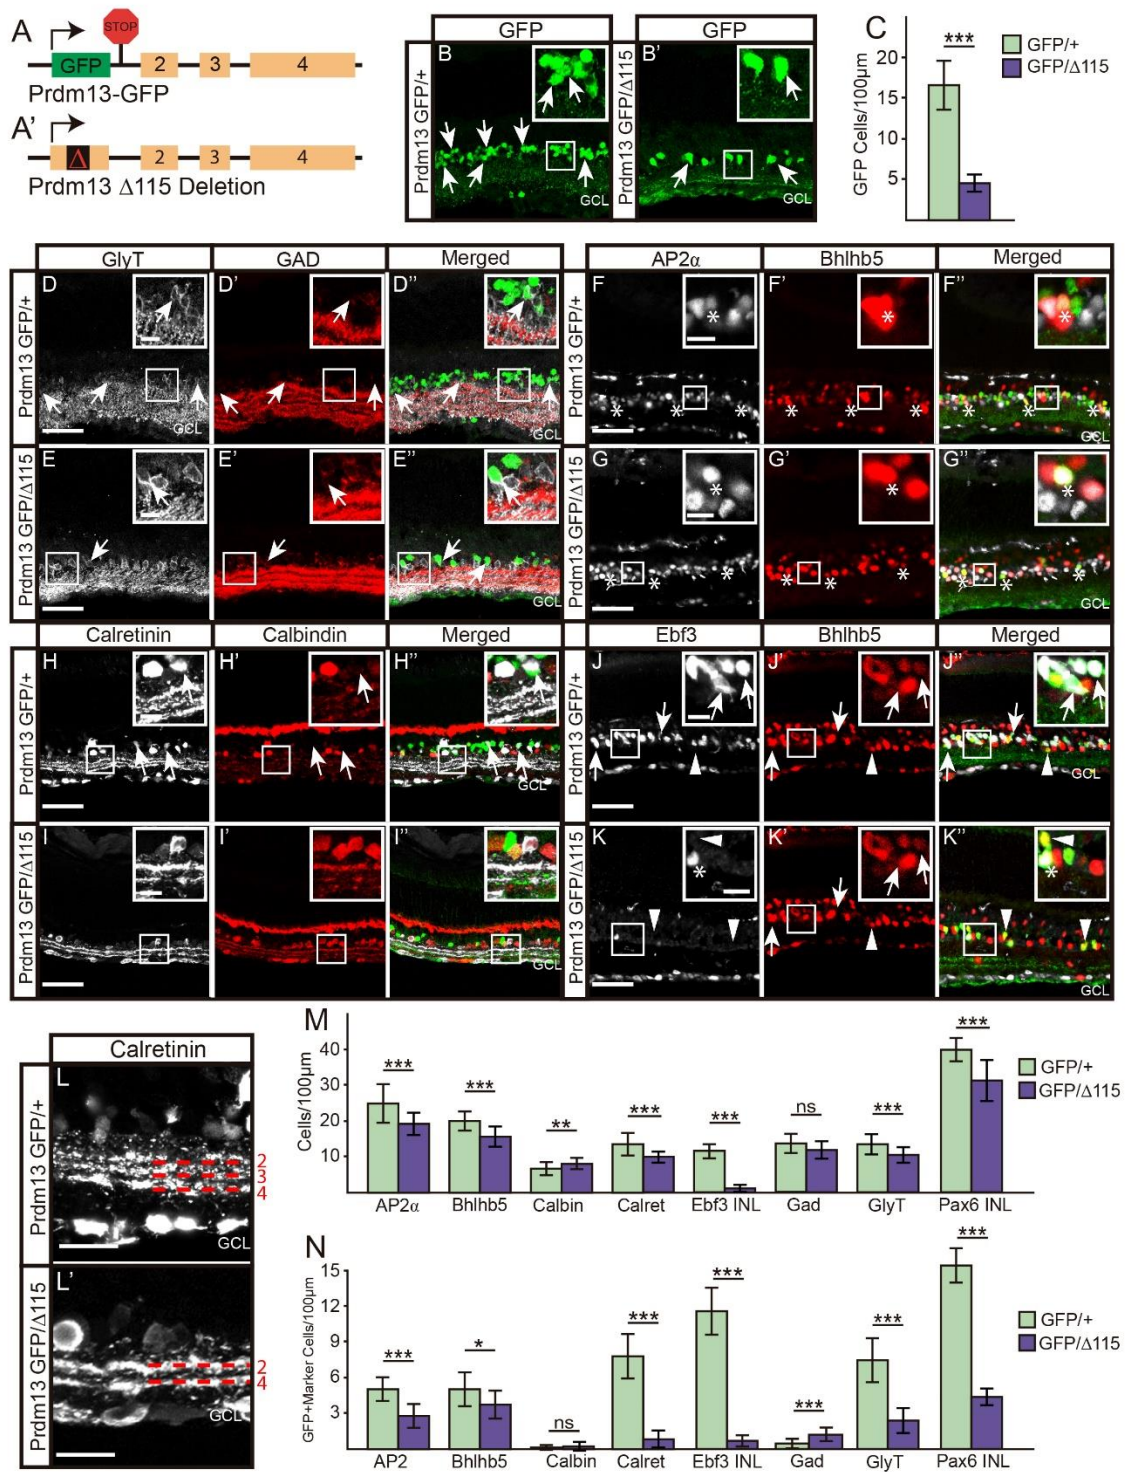 A
STOP
GFP
2
3
4
Prdm13-GFP
A'
Δ
2
3
4
Prdm13 Δ115 Deletion
GFP
GFP
Prdm13 GFP/+
B
GCL
Prdm13 GFP/Δ115
B'
GCL
C
***
GFP/+
GFP/Δ115
GFP Cells/100µm
20
15
10
5
GlyT
GAD
Merged
AP2α
Bhlhb5
Merged
Prdm13 GFP/+
D
GCL
D'
D''
GCL
Prdm13 GFP/+
F
*
* * *
F'
*
* * *
F''
*
* * *
GCL
Prdm13 GFP/Δ115
E
E'
E''
GCL
Prdm13 GFP/Δ115
G
*
* * *
G'
*
* * *
G''
*
* * *
GCL
Calretinin
Calbindin
Merged
Ebf3
Bhlhb5
Merged
Prdm13 GFP/+
H
H'
H''
GCL
Prdm13 GFP/+
J
J'
J''
GCL
Prdm13 GFP/Δ115
I
I'
I''
GCL
Prdm13 GFP/Δ115
K
*
K'
K''
*
GCL
Calretinin
Prdm13 GFP/+
L
2
3
4
GCL
Prdm13 GFP/Δ115
L'
2
4
GCL
M
Cells/100µm
40
30
20
10
*** *** ** *** *** ns *** ***
GFP/+
GFP/Δ115
AP2α Bhlhb5 Calbin Calret Ebf3 INL Gad GlyT Pax6 INL
N
GFP+Marker Cells/100µm
15
12
9
6
3
*** * ns *** *** *** *** ***
GFP/+
GFP/Δ115
AP2 Bhlhb5 Calbin Calret Ebf3 INL Gad GlyT Pax6 INL